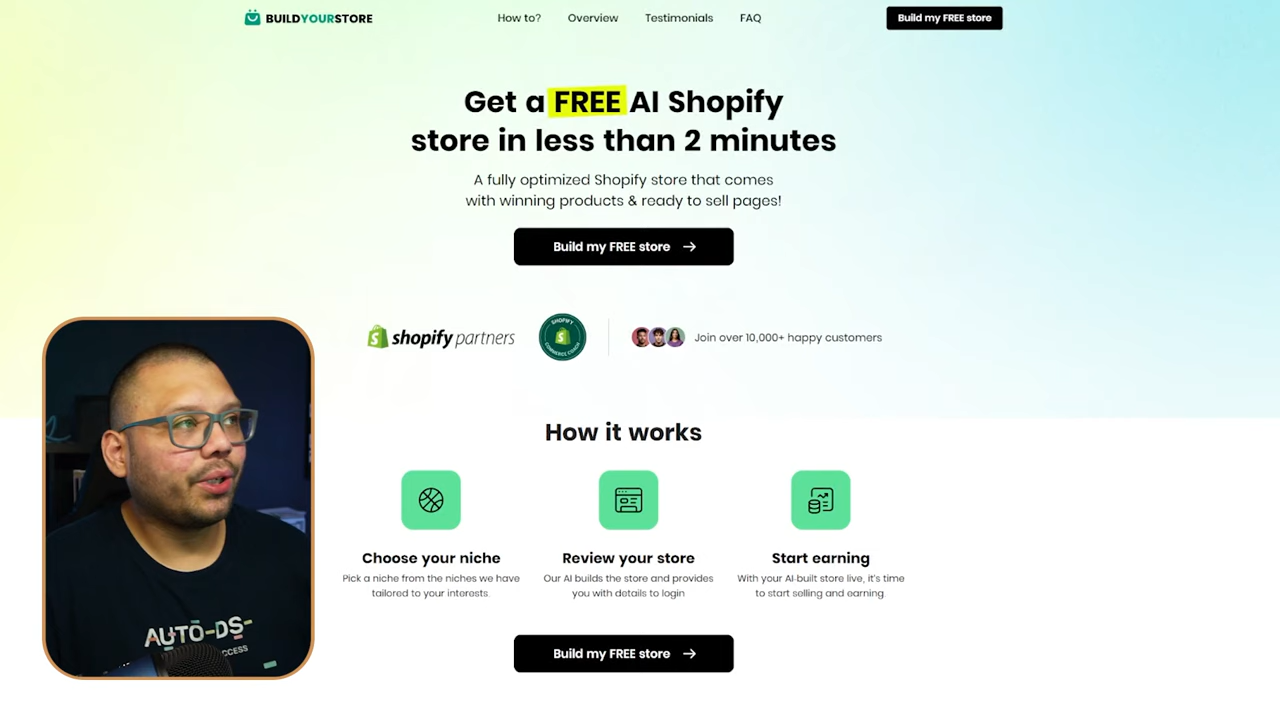 BUILDYOURSTORE
How to?
Overview
Testimonials
FAQ
Build my FREE store
Get a FREE AI Shopify
store in less than 2 minutes
A fully optimized Shopify store that comes
with winning products & ready to sell pages!
Build my FREE store
shopify partners
SHOPIFY
COMMERCE COACH
Join over 10,000+ happy customers
How it works
Choose your niche
Pick a niche from the niches we have
tailored to your interests.
Review your store
Our AI builds the store and provides
you with details to login
Start earning
With your AI-built store live, it's time
to start selling and earning.
Build my FREE store
AUTO-DS-